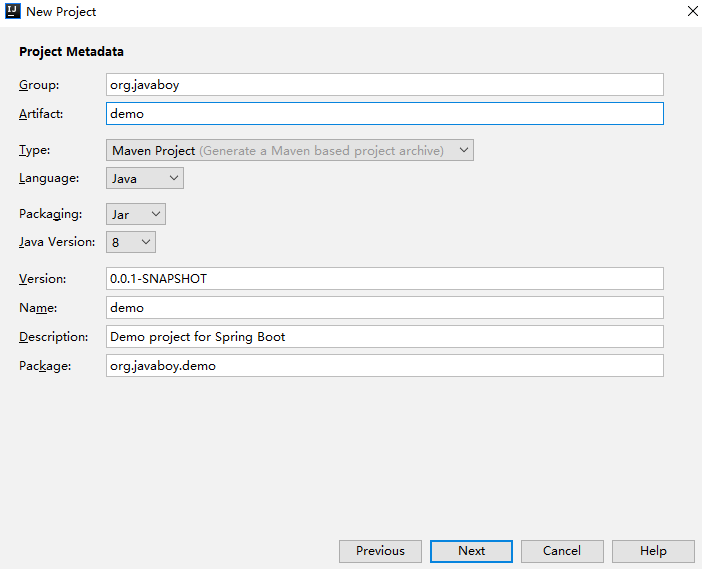 IJ New Project
Project Metadata
Group: org.javaboy
Artifact: demo
Type: Maven Project (Generate a Maven based project archive)
Language: Java
Packaging: Jar
Java Version: 8
Version: 0.0.1-SNAPSHOT
Name: demo
Description: Demo project for Spring Boot
Package: org.javaboy.demo
Previous Next Cancel Help